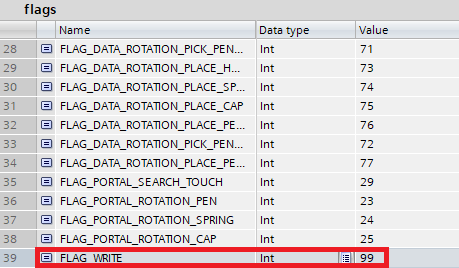 flags
Name Data type Value
28 FLAG_DATA_ROTATION_PICK_PEN... Int 71
29 FLAG_DATA_ROTATION_PLACE_H... Int 73
30 FLAG_DATA_ROTATION_PLACE_SP... Int 74
31 FLAG_DATA_ROTATION_PLACE_CAP Int 75
32 FLAG_DATA_ROTATION_PLACE_PE... Int 76
33 FLAG_DATA_ROTATION_PICK_PEN... Int 72
34 FLAG_DATA_ROTATION_PLACE_PE... Int 77
35 FLAG_PORTAL_SEARCH_TOUCH Int 29
36 FLAG_PORTAL_ROTATION_PEN Int 23
37 FLAG_PORTAL_ROTATION_SPRING Int 24
38 FLAG_PORTAL_ROTATION_CAP Int 25
39 FLAG_WRITE Int 99